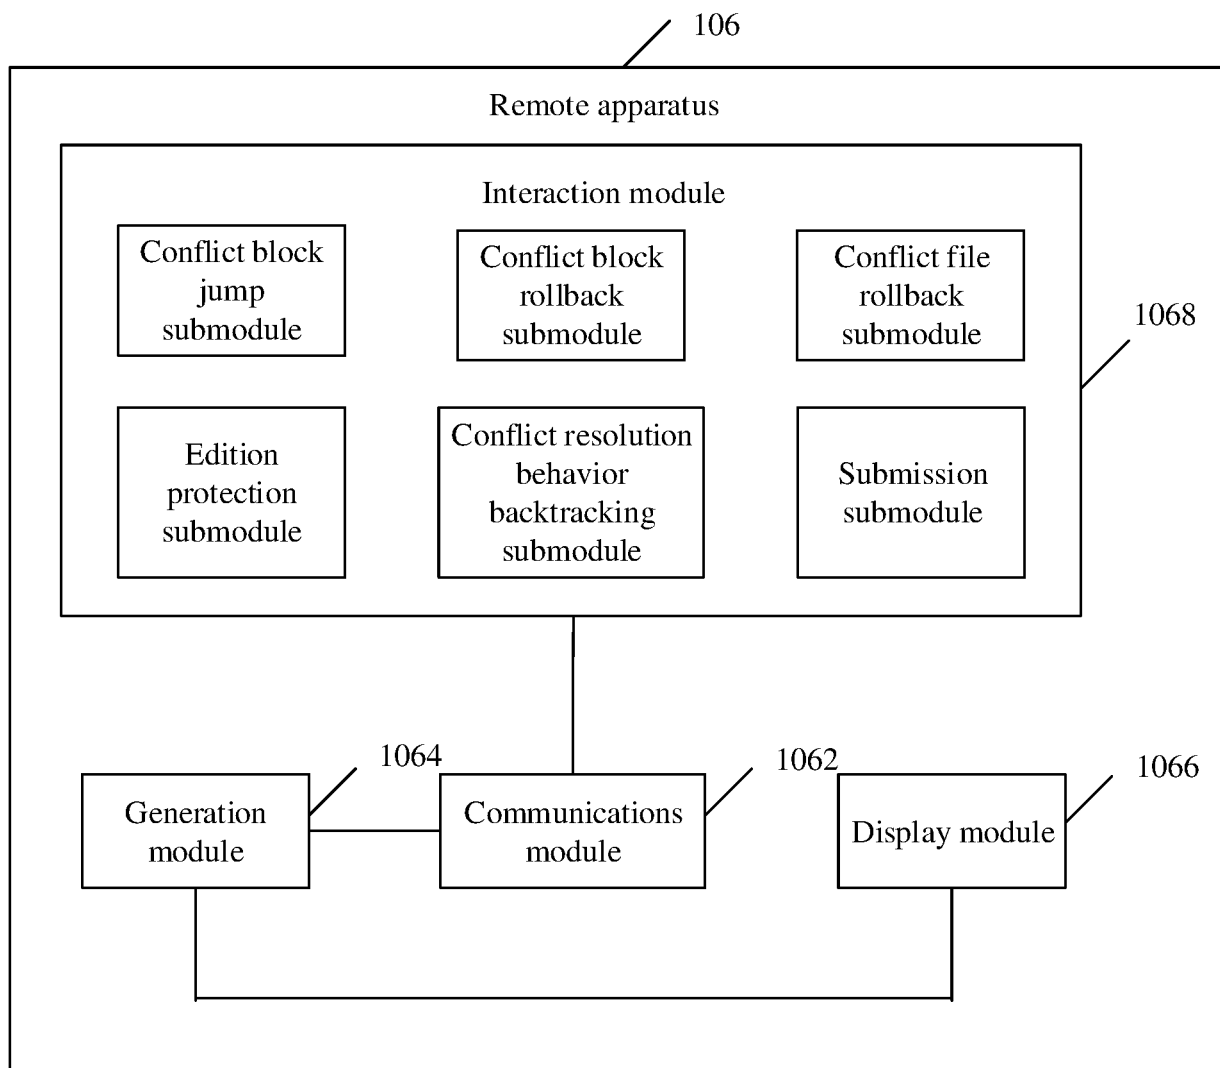 106
Remote apparatus
Interaction module
Conflict block
jump
submodule
Conflict block
rollback
submodule
Conflict file
rollback
submodule
1068
Edition
protection
submodule
Conflict resolution
behavior
backtracking
submodule
Submission
submodule
1064
Generation
module
1062
Communications
module
1066
Display module